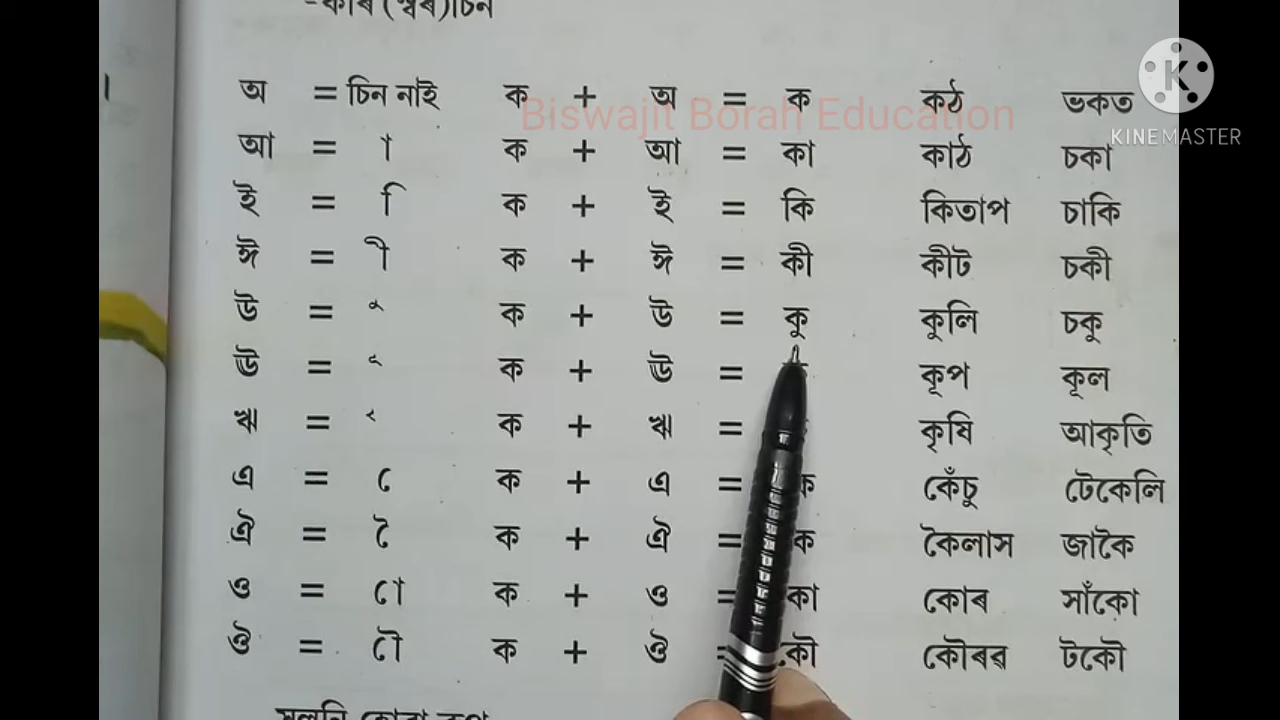 -কাৰ (স্বৰ)চিন
অ = চিন নাই ক + অ = ক কঠ ভকত
Biswajit Borah Education
KINEMASTER
আ = া ক + আ = কা কাঠ চকা
ই = ি ক + ই = কি কিতাপ চাকি
ঈ = ী ক + ঈ = কী কীট চকী
উ = ু ক + উ = কু কুলি চকু
ঊ = ূ ক + ঊ = কূপ কূল
ঋ = ৃ ক + ঋ = কৃষি আকৃতি
এ = ে ক + এ = ক কেঁচু টেকেলি
ঐ = ৈ ক + ঐ = ক কৈলাস জাকৈ
ও = ো ক + ও = কা কোৰ সাঁকো
ঔ = ৌ ক + ঔ = কৌ কৌৰৱ টকৌ